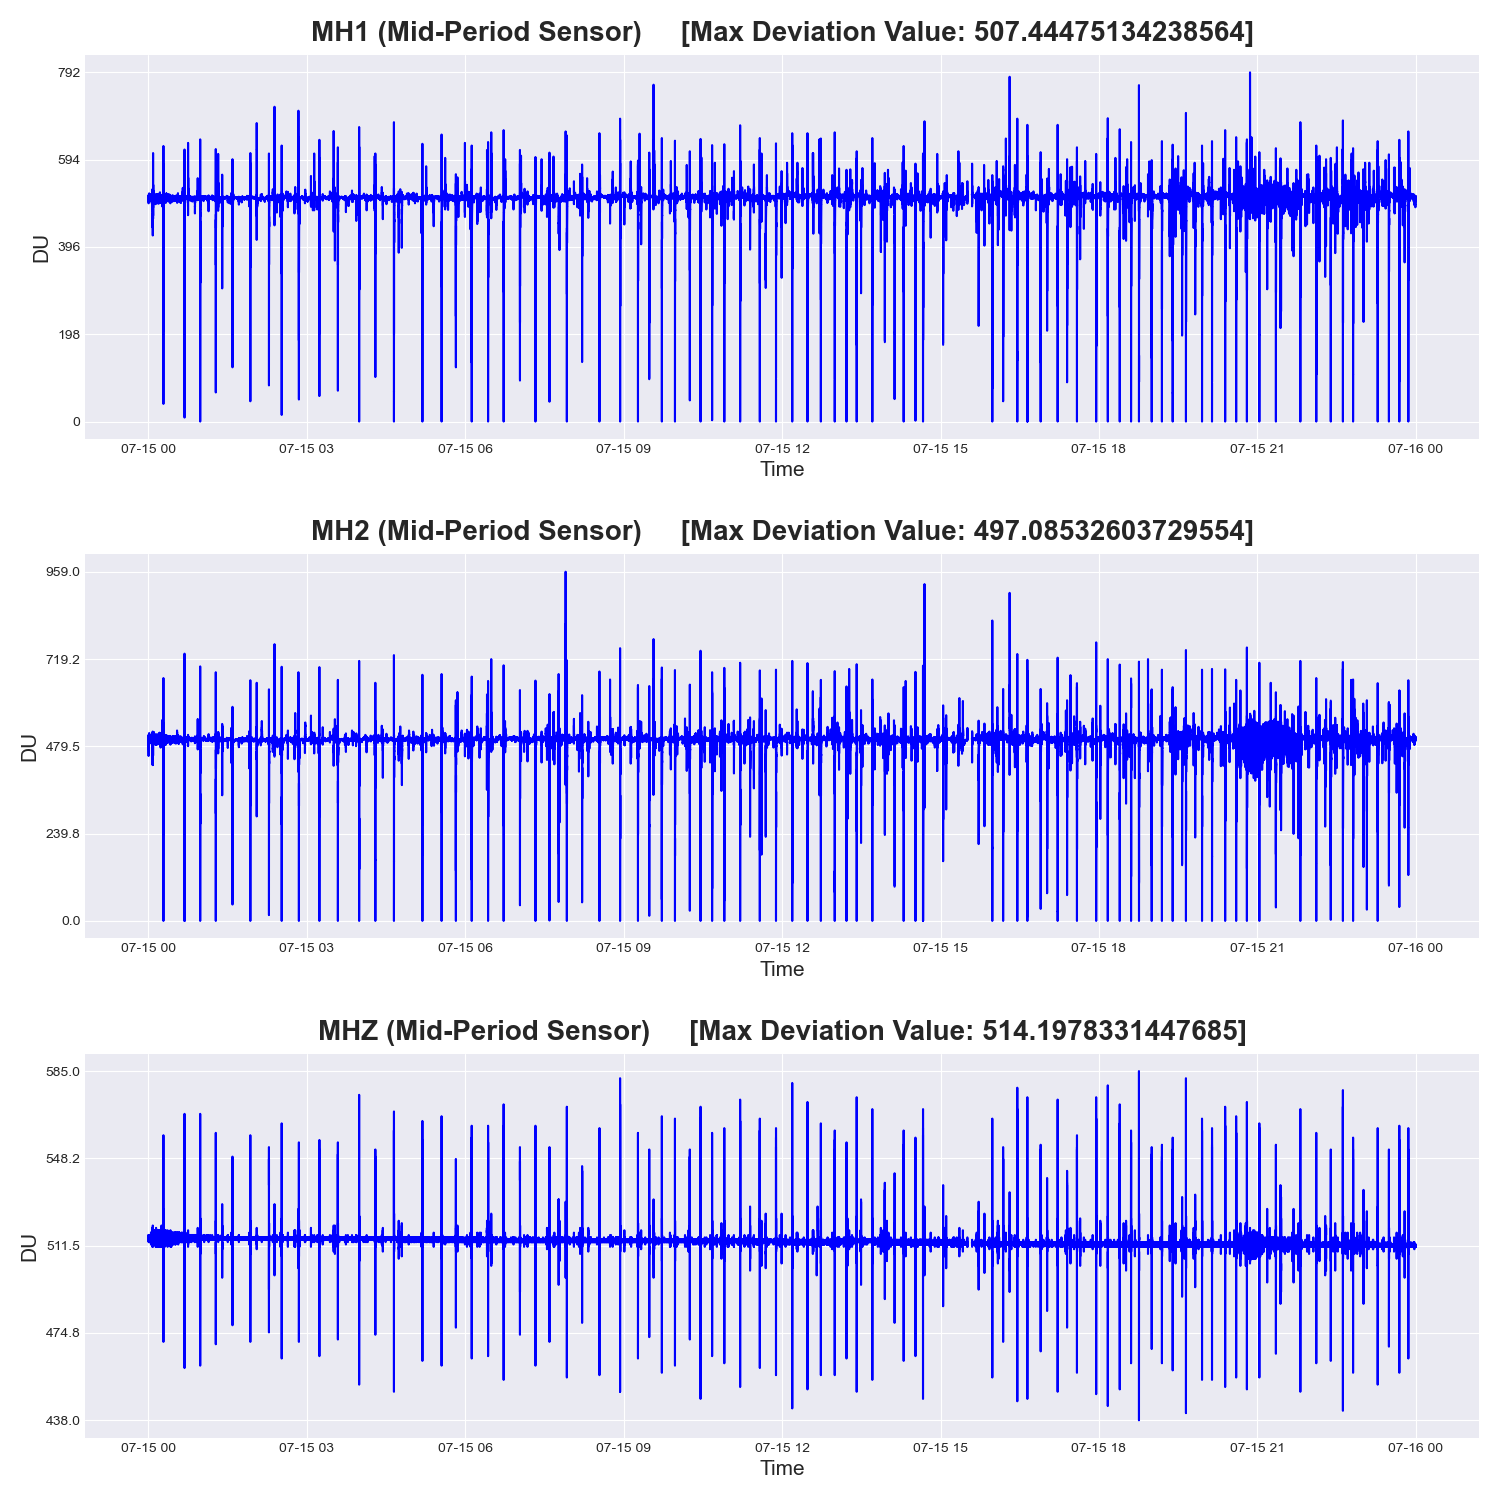 MH1 (Mid-Period Sensor) [Max Deviation Value: 507.44475134238564]
792
594
396
198
0
DU
07-15 00 07-15 03 07-15 06 07-15 09 07-15 12 07-15 15 07-15 18 07-15 21 07-16 00
Time
MH2 (Mid-Period Sensor) [Max Deviation Value: 497.08532603729554]
959.0
719.2
479.5
239.8
0.0
DU
07-15 00 07-15 03 07-15 06 07-15 09 07-15 12 07-15 15 07-15 18 07-15 21 07-16 00
Time
MHZ (Mid-Period Sensor) [Max Deviation Value: 514.1978331447685]
585.0
548.2
511.5
474.8
438.0
DU
07-15 00 07-15 03 07-15 06 07-15 09 07-15 12 07-15 15 07-15 18 07-15 21 07-16 00
Time